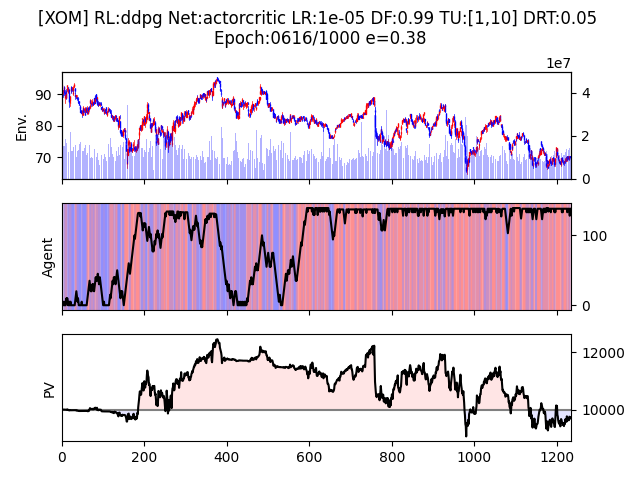 [XOM] RL:ddpg Net:actorcritic LR:1e-05 DF:0.99 TU:[1,10] DRT:0.05
Epoch:0616/1000 e=0.38
1e7
90
80
70
Env.
4
2
0
Agent
100
0
PV
12000
10000
0
200
400
600
800
1000
1200